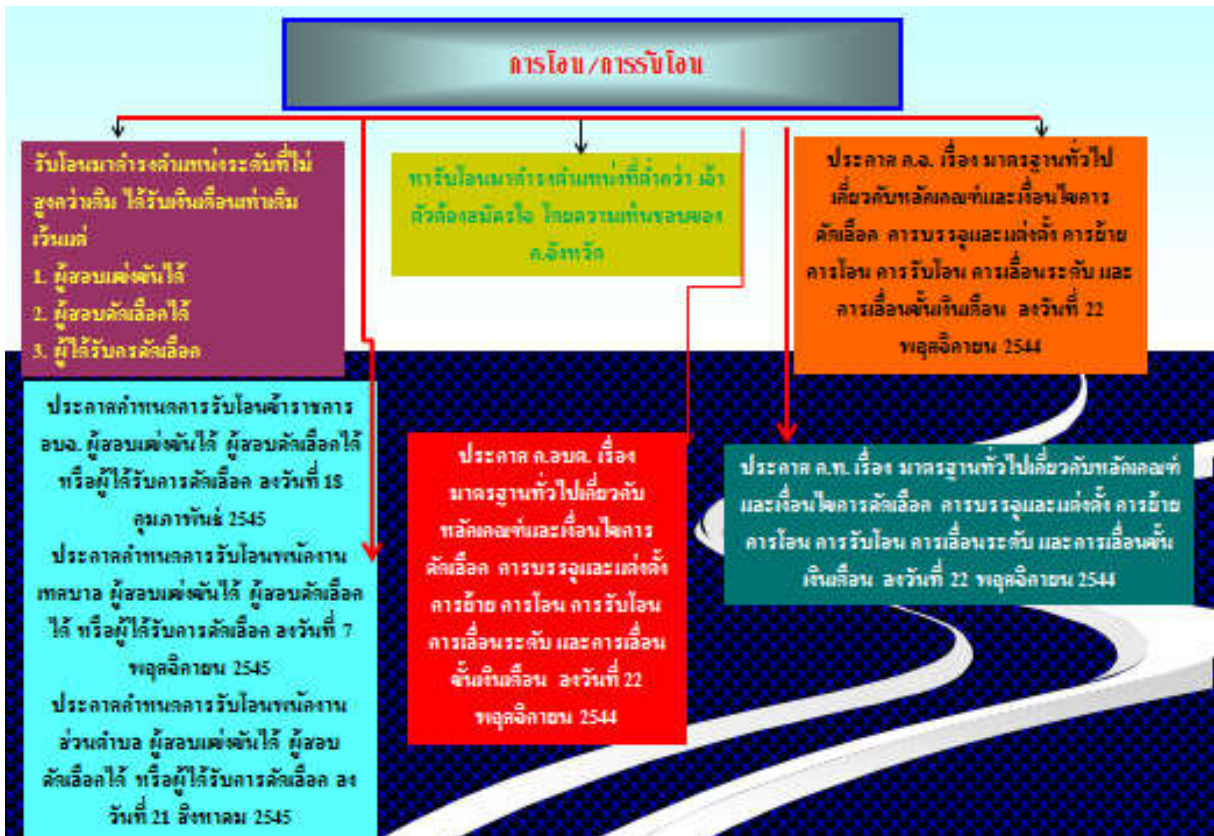 การโอน/การรับโอน
รับโอนมาดำรงตำแหน่งระดับที่ไม่
สูงกว่าเดิม ได้รับเงินเดือนเท่าเดิม
เว้นแต่
1. ผู้สอบแข่งขันได้
2. ผู้สอบคัดเลือกได้
3. ผู้ได้รับครคัดเลือก
หารับโอนมาดำรงตำแหน่งที่ต่ำกว่า เจ้า
ตัวต้องสมัครใจ โดยความเห็นชอบของ
ก.จังหวัด
ประกาศ ก.จ. เรื่อง มาตรฐานทั่วไป
เกี่ยวกับหลักเกณฑ์และเงื่อนไขการ
คัดเลือก การบรรจุและแต่งตั้ง การย้าย
การโอน การรับโอน การเลื่อนระดับ และ
การเลื่อนขั้นเงินเดือน ลงวันที่ 22
พฤศจิกายน 2544
ประกาศกำหนดการรับโอนข้าราชการ
อบจ. ผู้สอบแข่งขันได้ ผู้สอบคัดเลือกได้
หรือผู้ได้รับการคัดเลือก ลงวันที่ 18
กุมภาพันธ์ 2545
ประกาศกำหนดการรับโอนพนักงาน
เทศบาล ผู้สอบแข่งขันได้ ผู้สอบคัดเลือก
ได้ หรือผู้ได้รับการคัดเลือก ลงวันที่ 7
พฤศจิกายน 2545
ประกาศกำหนดการรับโอนพนักงาน
ส่วนตำบล ผู้สอบแข่งขันได้ ผู้สอบ
คัดเลือกได้ หรือผู้ได้รับการคัดเลือก ลง
วันที่ 21 สิงหาคม 2545
ประกาศ ก.อบต. เรื่อง
มาตรฐานทั่วไปเกี่ยวกับ
หลักเกณฑ์และเงื่อนไขการ
คัดเลือก การบรรจุและแต่งตั้ง
การย้าย การโอน การรับโอน
การเลื่อนระดับ และการเลื่อน
ขั้นเงินเดือน ลงวันที่ 22
พฤศจิกายน 2544
ประกาศ ก.ท. เรื่อง มาตรฐานทั่วไปเกี่ยวกับหลักเกณฑ์
และเงื่อนไขการคัดเลือก การบรรจุและแต่งตั้ง การย้าย
การโอน การรับโอน การเลื่อนระดับ และการเลื่อนขั้น
เงินเดือน ลงวันที่ 22 พฤศจิกายน 2544